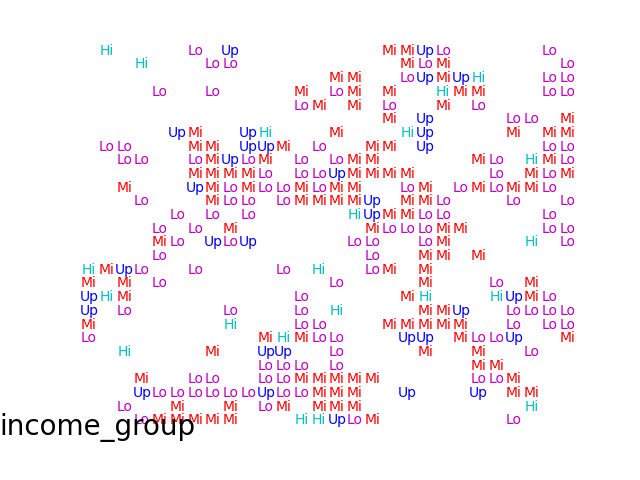 Hi Lo Up Mi Mi Up Lo Lo
Hi Lo Lo Mi Lo Mi Lo
Mi Mi Lo Up Mi Up Hi Lo Lo
Lo Lo Mi Lo Mi Mi Hi Mi Mi Lo Lo
Lo Mi Mi Lo Mi Lo
Mi Up Lo Lo Mi
Up Mi Up Hi Mi Hi Up Mi Mi Mi
Lo Lo Mi Mi Up Up Mi Lo Mi Mi Up Lo Lo
Lo Lo Lo Mi Up Lo Mi Lo Lo Mi Mi Mi Lo Hi Mi Lo
Mi Mi Mi Mi Lo Lo Lo Up Mi Mi Mi Mi Lo Mi Lo Mi
Mi Up Mi Lo Mi Lo Lo Mi Lo Mi Mi Lo Mi Lo Mi Lo Mi Mi Lo
Lo Mi Lo Lo Lo Mi Mi Mi Mi Up Mi Mi Lo Lo Lo
Lo Lo Lo Hi Up Mi Mi Lo Lo Lo
Lo Lo Mi Mi Lo Lo Lo Mi Mi Lo Lo
Mi Lo Up Lo Up Lo Lo Lo Mi Hi Lo
Lo Lo Mi Mi Mi
Hi Mi Up Lo Lo Lo Hi Lo Mi Mi
Mi Mi Lo Lo Mi Lo Mi
Up Hi Mi Lo Mi Hi Hi Up Mi Lo
Up Lo Lo Lo Hi Mi Mi Up Lo Lo Lo Lo
Mi Hi Lo Lo Mi Mi Mi Mi Mi Lo Lo Lo
Lo Mi Hi Mi Lo Lo Up Up Mi Lo Lo Up Mi
Hi Mi Up Up Lo Mi Mi Lo
Lo Lo Lo Lo Mi Mi
Mi Lo Lo Lo Lo Mi Mi Mi Mi Mi Lo Lo Mi
Up Lo Lo Lo Lo Lo Lo Up Lo Lo Mi Mi Mi Up Up Mi Mi
Lo Mi Mi Lo Mi Mi Mi Mi Hi
Lo Mi Mi Mi Mi Mi Hi Hi Up Lo Mi Lo
income_group